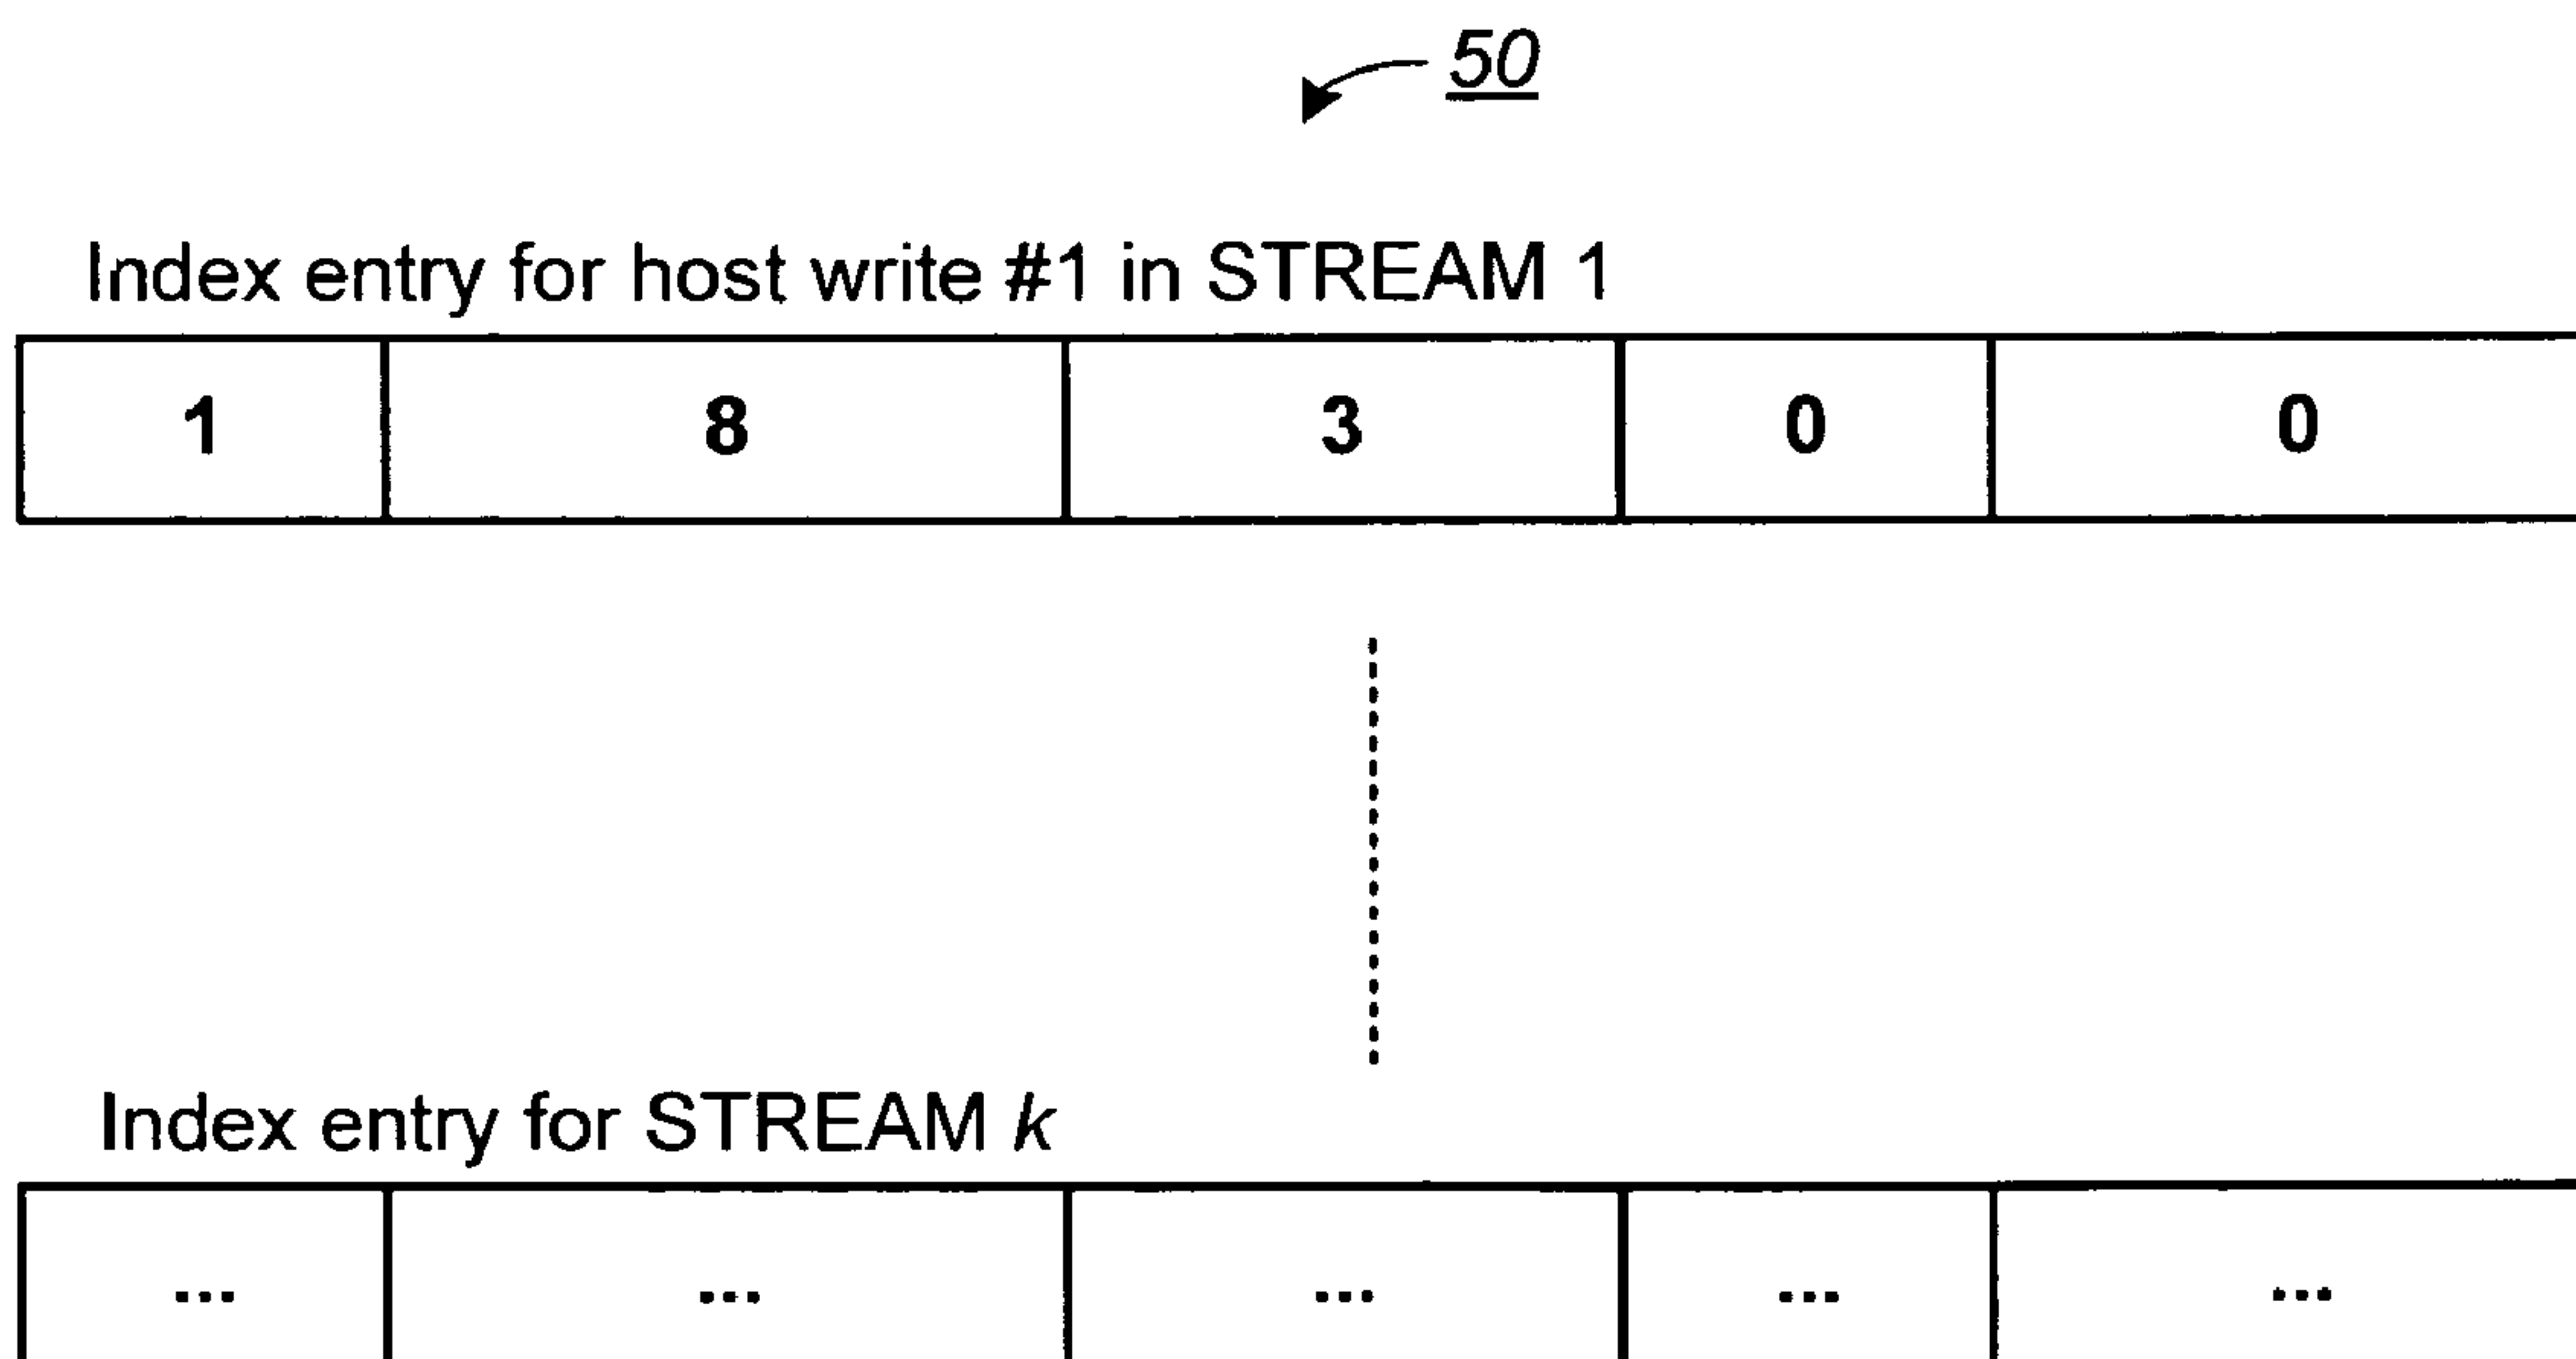 50
Index entry for host write #1 in STREAM 1
1 8 3 0 0
Index entry for STREAM k
... ... ... ... ...